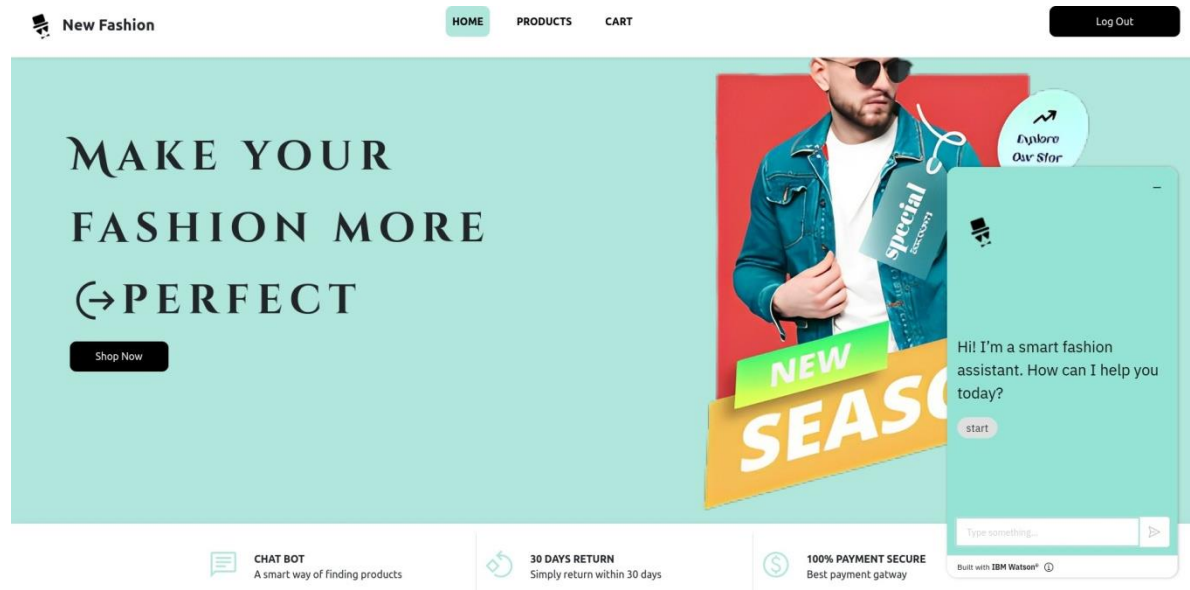 New Fashion
HOME
PRODUCTS
CART
Log Out
MAKE YOUR
FASHION MORE
PERFECT
Shop Now
special
NEW
SEASO
Explore
Our Stor
Hi! I'm a smart fashion
assistant. How can I help you
today?
start
Type something...
Built with IBM Watson®
CHAT BOT
A smart way of finding products
30 DAYS RETURN
Simply return within 30 days
100% PAYMENT SECURE
Best payment gatway